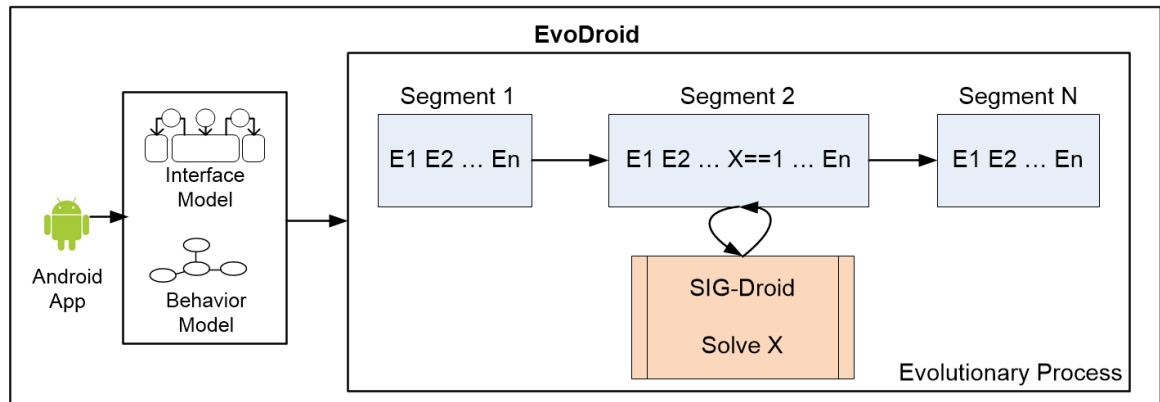 EvoDroid
Segment 1
Segment 2
Segment N
E1 E2 … En
E1 E2 … X==1 … En
E1 E2 … En
Interface
Model
Android
App
Behavior
Model
SIG-Droid
Solve X
Evolutionary Process